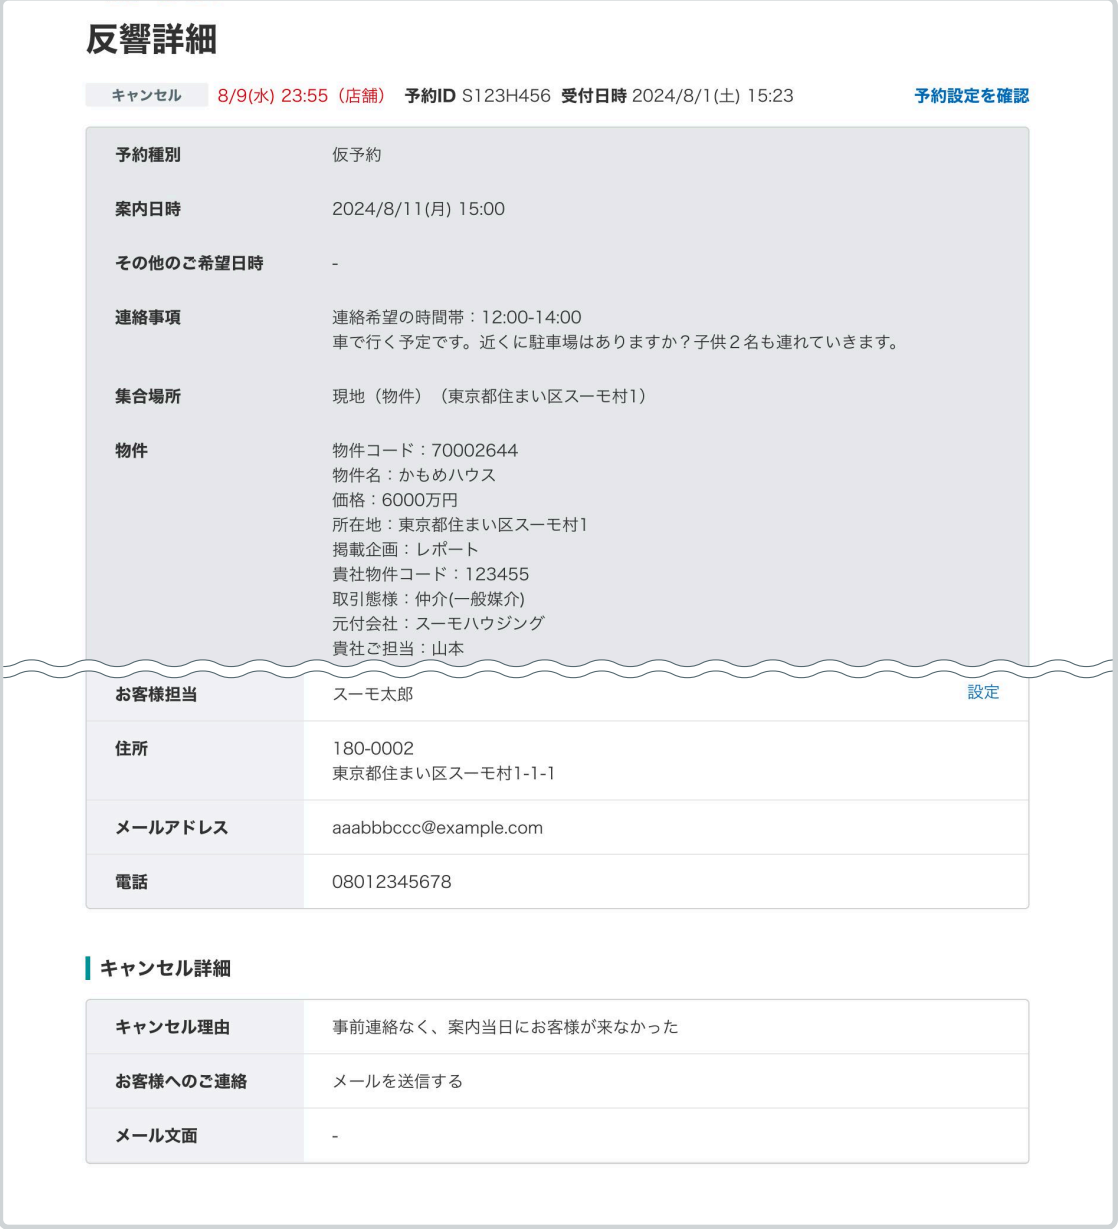 反響詳細
キャンセル 8/9(水) 23:55（店舗） 予約ID S123H456 受付日時 2024/8/1(土) 15:23 予約設定を確認
予約種別 仮予約
案内日時 2024/8/11(月) 15:00
その他のご希望日時 -
連絡事項 連絡希望の時間帯：12:00-14:00
車で行く予定です。近くに駐車場はありますか？子供２名も連れていきます。
集合場所 現地（物件）（東京都住まい区スーモ村1）
物件 物件コード：70002644
物件名：かもめハウス
価格：6000万円
所在地：東京都住まい区スーモ村1
掲載企画：レポート
貴社物件コード：123455
取引態様：仲介(一般媒介)
元付会社：スーモハウジング
貴社ご担当：山本
お客様担当 スーモ太郎 設定
住所 180-0002
東京都住まい区スーモ村1-1-1
メールアドレス aaabbbccc@example.com
電話 08012345678
キャンセル詳細
キャンセル理由 事前連絡なく、案内当日にお客様が来なかった
お客様へのご連絡 メールを送信する
メール文面 -